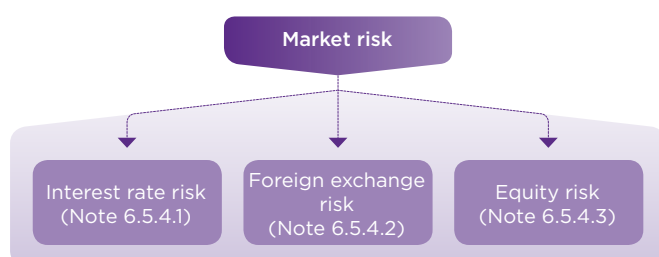 Market risk
Interest rate risk
(Note 6.5.4.1)
Foreign exchange
risk
(Note 6.5.4.2)
Equity risk
(Note 6.5.4.3)